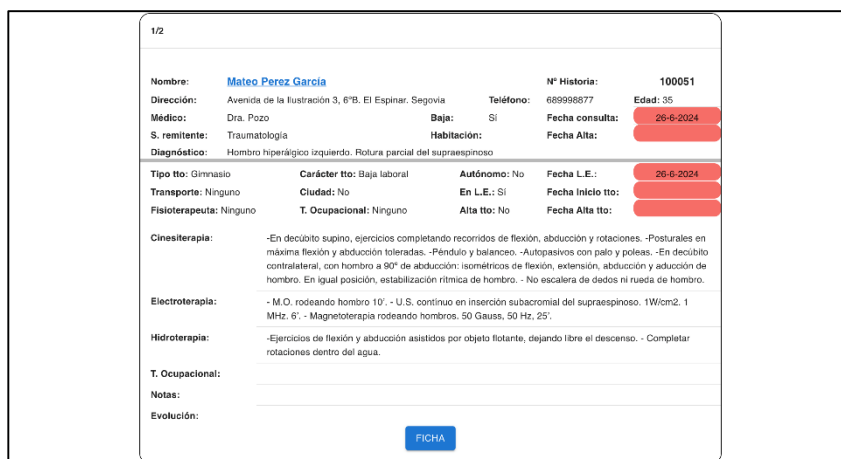 1/2
Nombre: Mateo Perez García Nº Historia: 100051
Dirección: Avenida de la Ilustración 3, 6ºB. El Espinar. Segovia Teléfono: 689998877 Edad: 35
Médico: Dra. Pozo Baja: Sí Fecha consulta: 26-6-2024
S. remitente: Traumatología Habitación: Fecha Alta:
Diagnóstico: Hombro hiperálgico izquierdo. Rotura parcial del supraespinoso
Tipo tto: Gimnasio Carácter tto: Baja laboral Autónomo: No Fecha L.E.: 26-6-2024
Transporte: Ninguno Ciudad: No En L.E.: Sí Fecha Inicio tto:
Fisioterapeuta: Ninguno T. Ocupacional: Ninguno Alta tto: No Fecha Alta tto:
Cinesiterapia: -En decúbito supino, ejercicios completando recorridos de flexión, abducción y rotaciones. -Posturales en
máxima flexión y abducción toleradas. -Péndulo y balanceo. -Autopasivos con palo y poleas. -En decúbito
contralateral, con hombro a 90º de abducción: isométricos de flexión, extensión, abducción y aducción de
hombro. En igual posición, estabilización rítmica de hombro. - No escalera de dedos ni rueda de hombro.
Electroterapia: - M.O. rodeando hombro 10'. - U.S. continuo en inserción subacromial del supraespinoso. 1W/cm2. 1
MHz. 6'. - Magnetoterapia rodeando hombros. 50 Gauss, 50 Hz, 25'.
Hidroterapia: -Ejercicios de flexión y abducción asistidos por objeto flotante, dejando libre el descenso. - Completar
rotaciones dentro del agua.
T. Ocupacional:
Notas:
Evolución:
FICHA